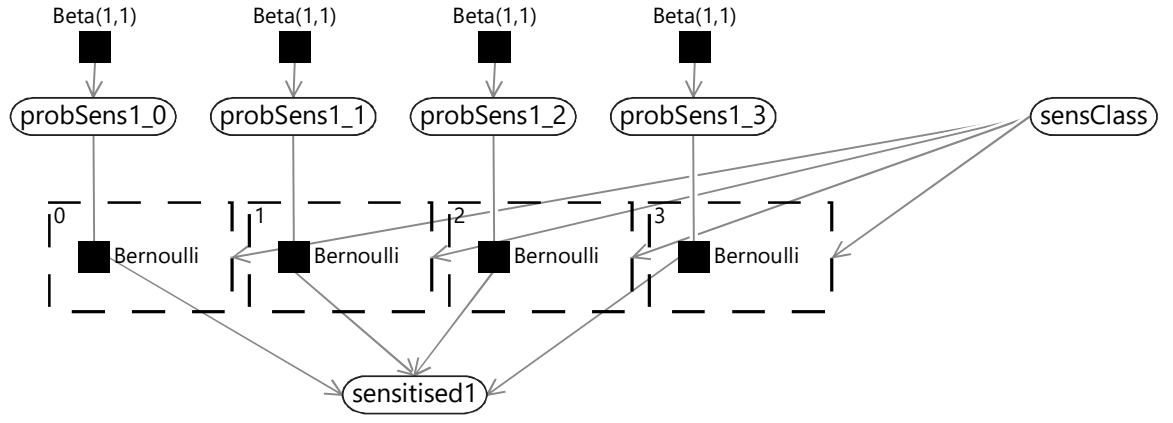 Beta(1,1) Beta(1,1) Beta(1,1) Beta(1,1)
probSens1_0 probSens1_1 probSens1_2 probSens1_3 sensClass
0 1 2 3
Bernoulli Bernoulli Bernoulli Bernoulli
sensitised1